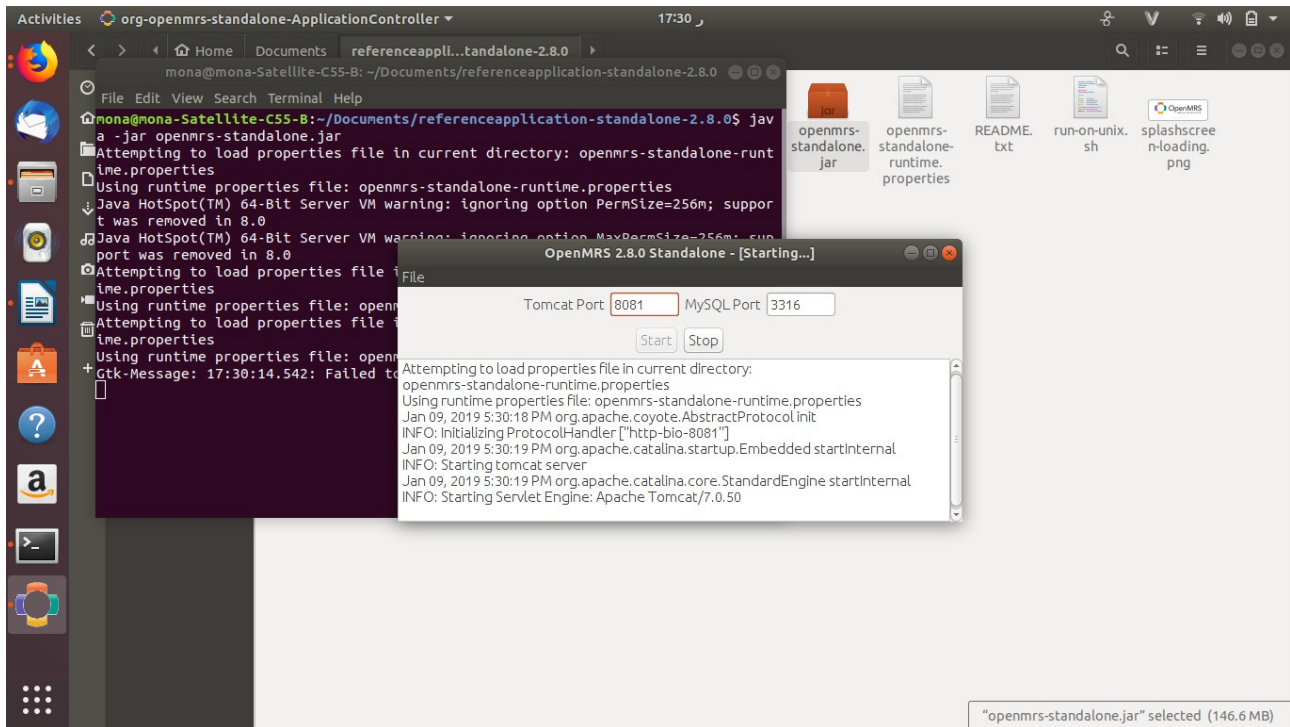 Activities
org-openmrs-standalone-ApplicationController
17:30 ر
Home
Documents
referenceappli...tandalone-2.8.0
mona@mona-Satellite-C55-B: ~/Documents/referenceapplication-standalone-2.8.0
File Edit View Search Terminal Help
mona@mona-Satellite-C55-B:~/Documents/referenceapplication-standalone-2.8.0$ jav
a -jar openmrs-standalone.jar
Attempting to load properties file in current directory: openmrs-standalone-runt
ime.properties
Using runtime properties file: openmrs-standalone-runtime.properties
Java HotSpot(TM) 64-Bit Server VM warning: ignoring option PermSize=256m; suppor
t was removed in 8.0
Java HotSpot(TM) 64-Bit Server VM warning: ignoring option MaxPermSize=256m; sup
port was removed in 8.0
Attempting to load properties file i
ime.properties
Using runtime properties file: openm
Attempting to load properties file i
ime.properties
Using runtime properties file: openm
Gtk-Message: 17:30:14.542: Failed to
OpenMRS 2.8.0 Standalone - [Starting...]
File
Tomcat Port 8081 MySQL Port 3316
Start Stop
Attempting to load properties file in current directory:
openmrs-standalone-runtime.properties
Using runtime properties file: openmrs-standalone-runtime.properties
Jan 09, 2019 5:30:18 PM org.apache.coyote.AbstractProtocol init
INFO: Initializing ProtocolHandler ["http-bio-8081"]
Jan 09, 2019 5:30:19 PM org.apache.catalina.startup.Embedded startInternal
INFO: Starting tomcat server
Jan 09, 2019 5:30:19 PM org.apache.catalina.core.StandardEngine startInternal
INFO: Starting Servlet Engine: Apache Tomcat/7.0.50
jar
openmrs-
standalone.
jar
openmrs-
standalone-
runtime.
properties
README.
txt
run-on-unix.
sh
OpenMRS
splashscree
n-loading.
png
"openmrs-standalone.jar" selected (146.6 MB)